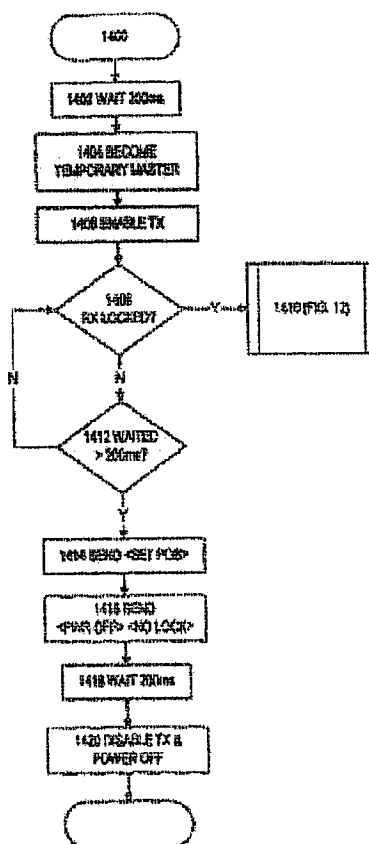 1400
1402 WAIT 200ms
1404 BECOME
TEMPORARY MASTER
1406 ENABLE TX
1408
RX LOCKED?
Y
1410 (FIG. 17)
N
N
1412 WAITED
> 200ms?
Y
1414 SEND <SET POS>
1416 SEND
<PWR OFF> <NO LOCK>
1418 WAIT 200ms
1420 DISABLE TX &
POWER OFF